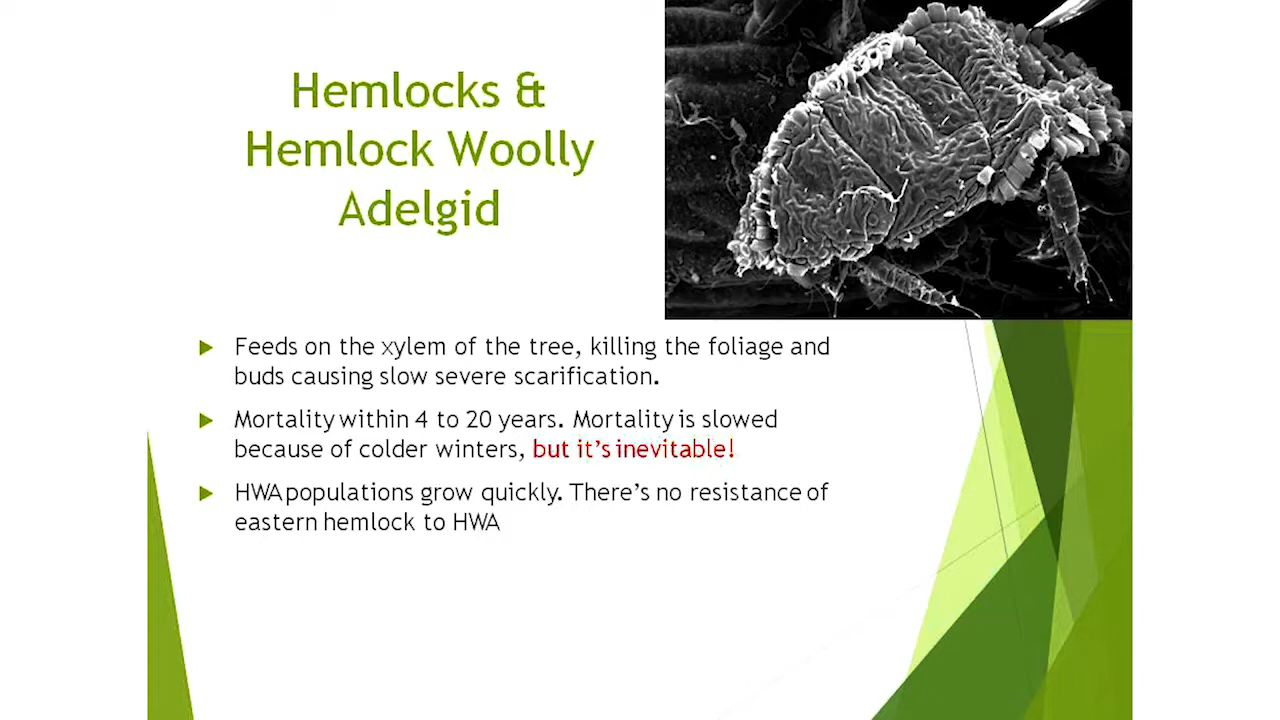 Hemlocks &
Hemlock Woolly
Adelgid
Feeds on the xylem of the tree, killing the foliage and
buds causing slow severe scarification.
Mortality within 4 to 20 years. Mortality is slowed
because of colder winters, but it's inevitable!
HWA populations grow quickly. There's no resistance of
eastern hemlock to HWA